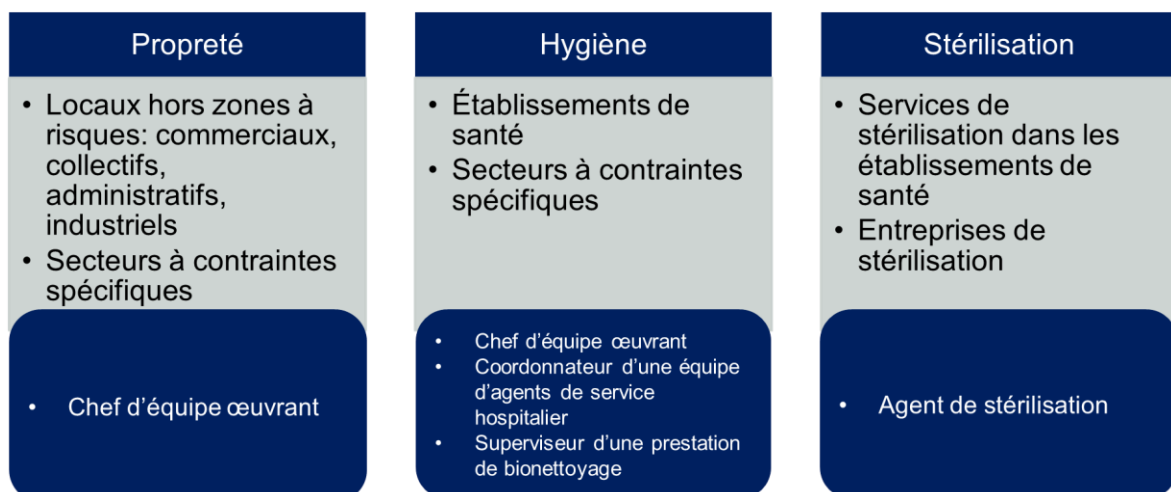 Propreté
• Locaux hors zones à
risques: commerciaux,
collectifs,
administratifs,
industriels
• Secteurs à contraintes
spécifiques
• Chef d'équipe œuvrant
Hygiène
• Établissements de
santé
• Secteurs à contraintes
spécifiques
• Chef d'équipe œuvrant
• Coordonnateur d'une équipe
d'agents de service
hospitalier
• Superviseur d'une prestation
de bionettoyage
Stérilisation
• Services de
stérilisation dans les
établissements de
santé
• Entreprises de
stérilisation
• Agent de stérilisation